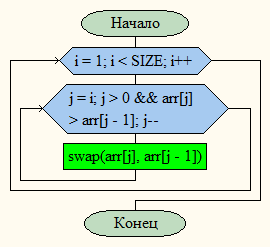 Начало
i = 1; i < SIZE; i++
j = i; j > 0 && arr[j]
> arr[j - 1]; j--
swap(arr[j], arr[j - 1])
Конец